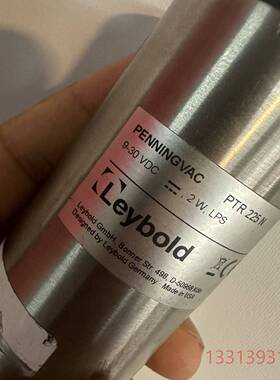 PENNINGVAC PTR 225 N
9-30 VDC ⎓, 2 W, LPS
Leybold
Leybold GmbH, Bonner Str. 498, D-50968 Köln
Designed by Leybold Germany, Made in USA
1331393